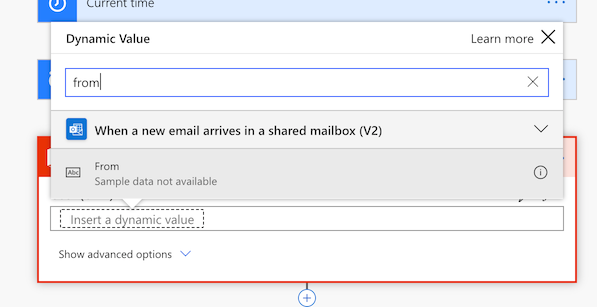 Current time
Dynamic Value
Learn more
from
When a new email arrives in a shared mailbox (V2)
Abc
From
Sample data not available
Insert a dynamic value
Show advanced options